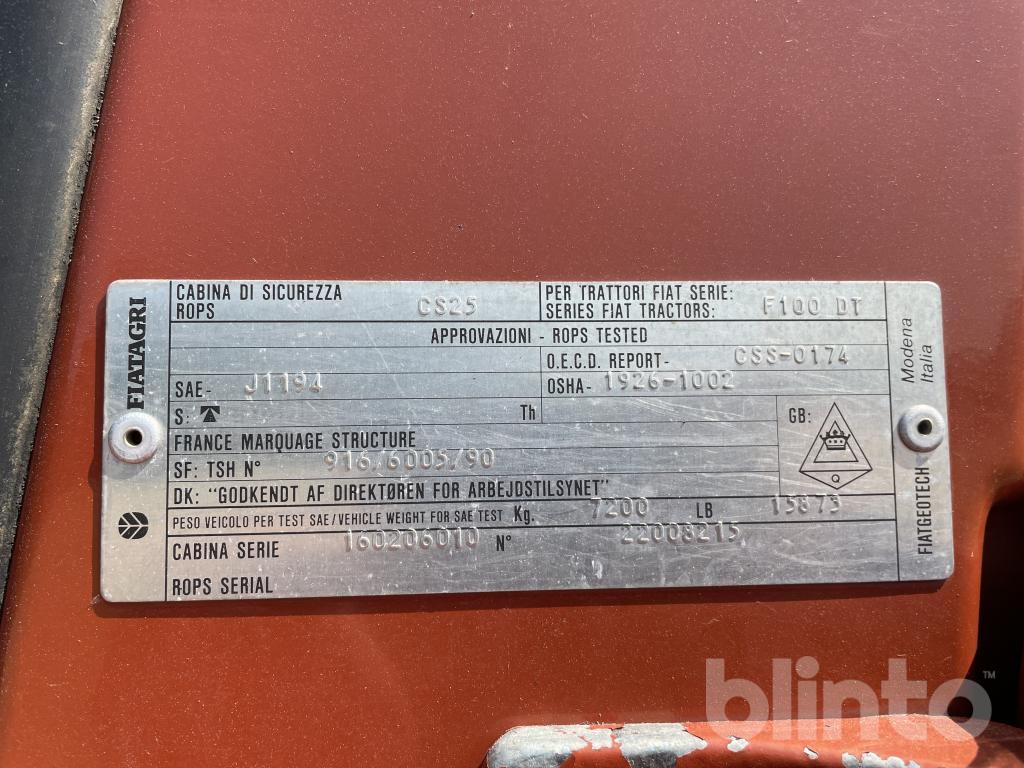 FIATAGRI
CABINA DI SICUREZZA
ROPS CS25
PER TRATTORI FIAT SERIE:
SERIES FIAT TRACTORS: F100 DT
APPROVAZIONI - ROPS TESTED
O.E.C.D. REPORT- CSS-0174
SAE- J1194
OSHA- 1926-1002
S: Th
GB:
Q
FRANCE MARQUAGE STRUCTURE
SF: TSH N° 916/6005/90
DK: "GODKENDT AF DIREKTØREN FOR ARBEJDSTILSYNET"
PESO VEICOLO PER TEST SAE/VEHICLE WEIGHT FOR SAE TEST Kg. 7200 LB 15873
CABINA SERIE 160206010 N° 22008215
ROPS SERIAL
Modena
Italia
FIATGEOTECH
blinto™